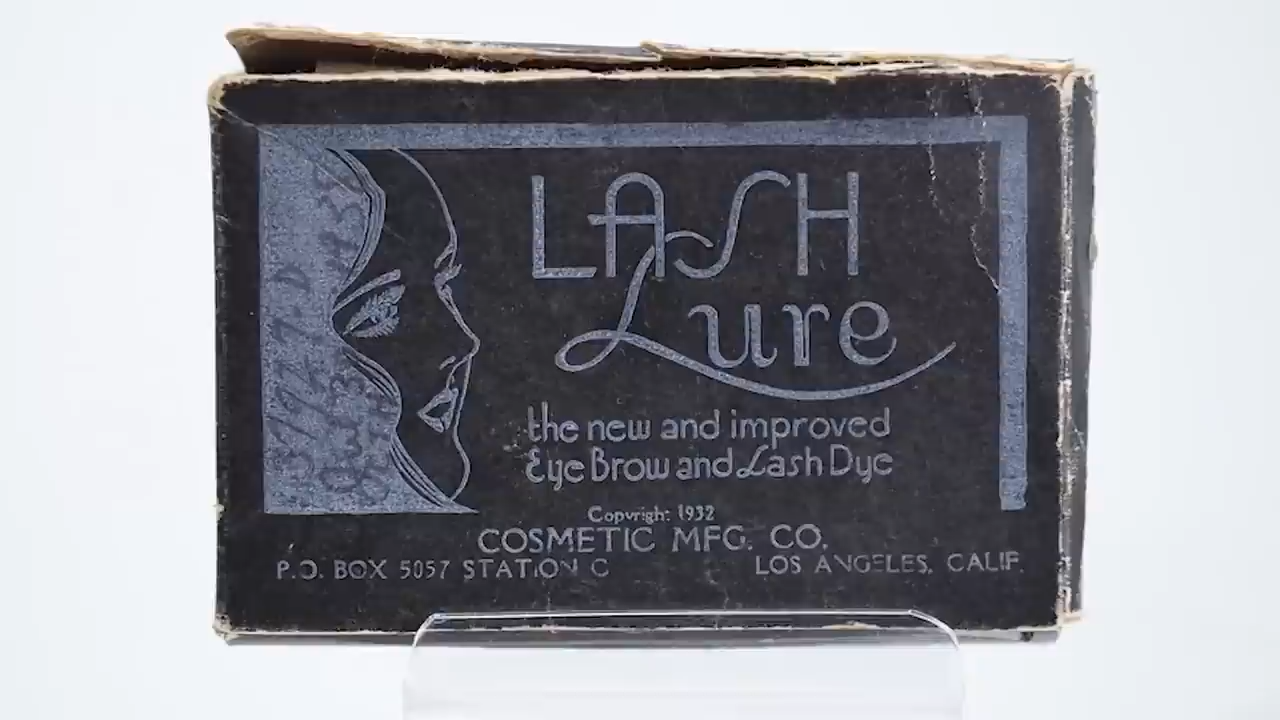 LASH
Lure
the new and improved
Eye Brow and Lash Dye
Copyright 1932
COSMETIC MFG. CO.
P.O. BOX 5057 STATION C LOS ANGELES, CALIF.